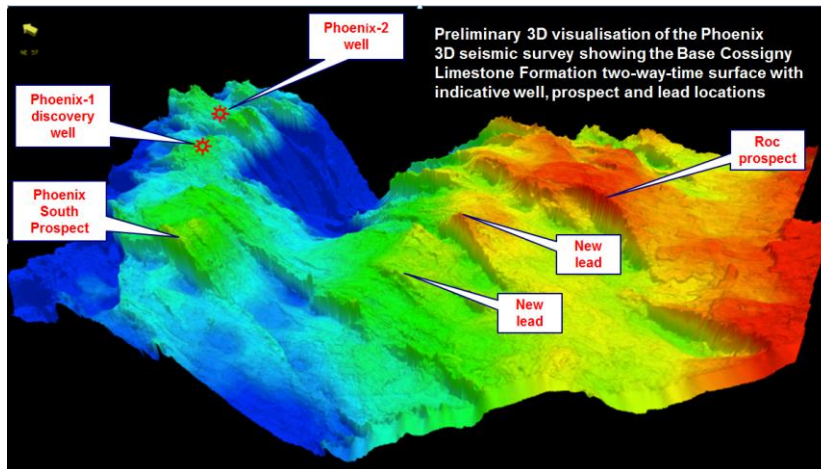 Preliminary 3D visualisation of the Phoenix
3D seismic survey showing the Base Cossigny
Limestone Formation two-way-time surface with
indicative well, prospect and lead locations
Phoenix-2
well
Phoenix-1
discovery
well
Phoenix
South
Prospect
Roc
prospect
New
lead
New
lead